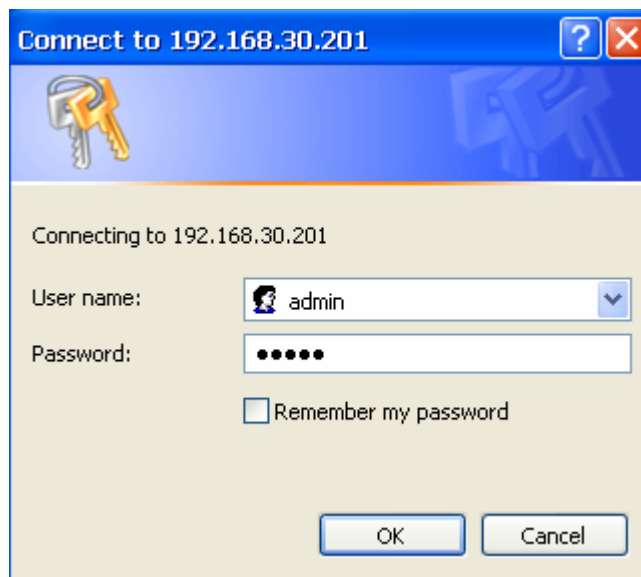 Connect to 192.168.30.201
Connecting to 192.168.30.201
User name: admin
Password: •••••
Remember my password
OK Cancel